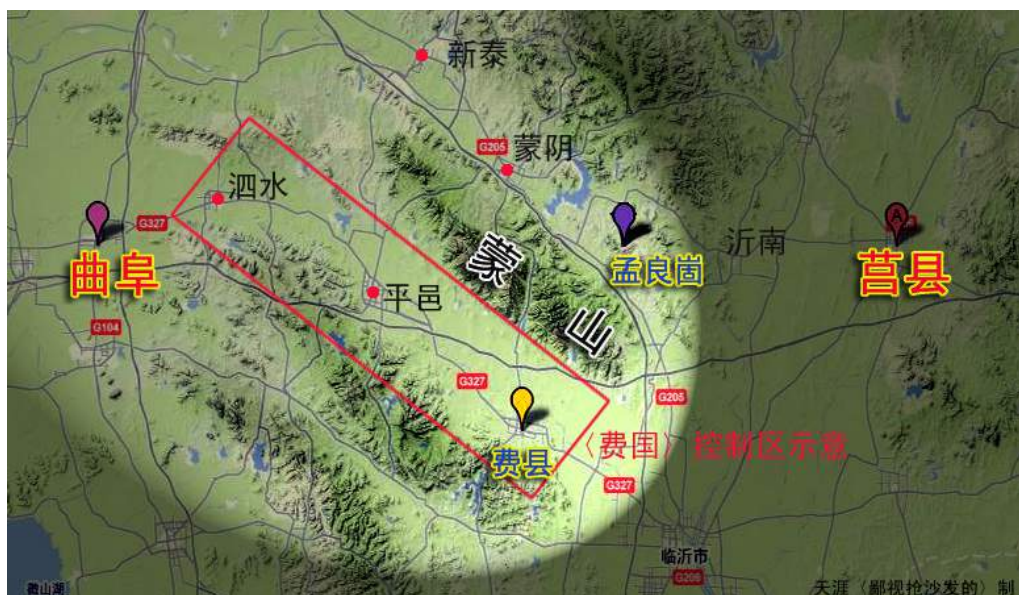 新泰
G205
蒙阴
泗水
G327
曲阜
蒙山
孟良崮
沂南
A
莒县
平邑
G104
G327
G205
费县
（费国）控制区示意
G327
临沂市
G206
微山湖
天涯（鄙视抢沙发的）制